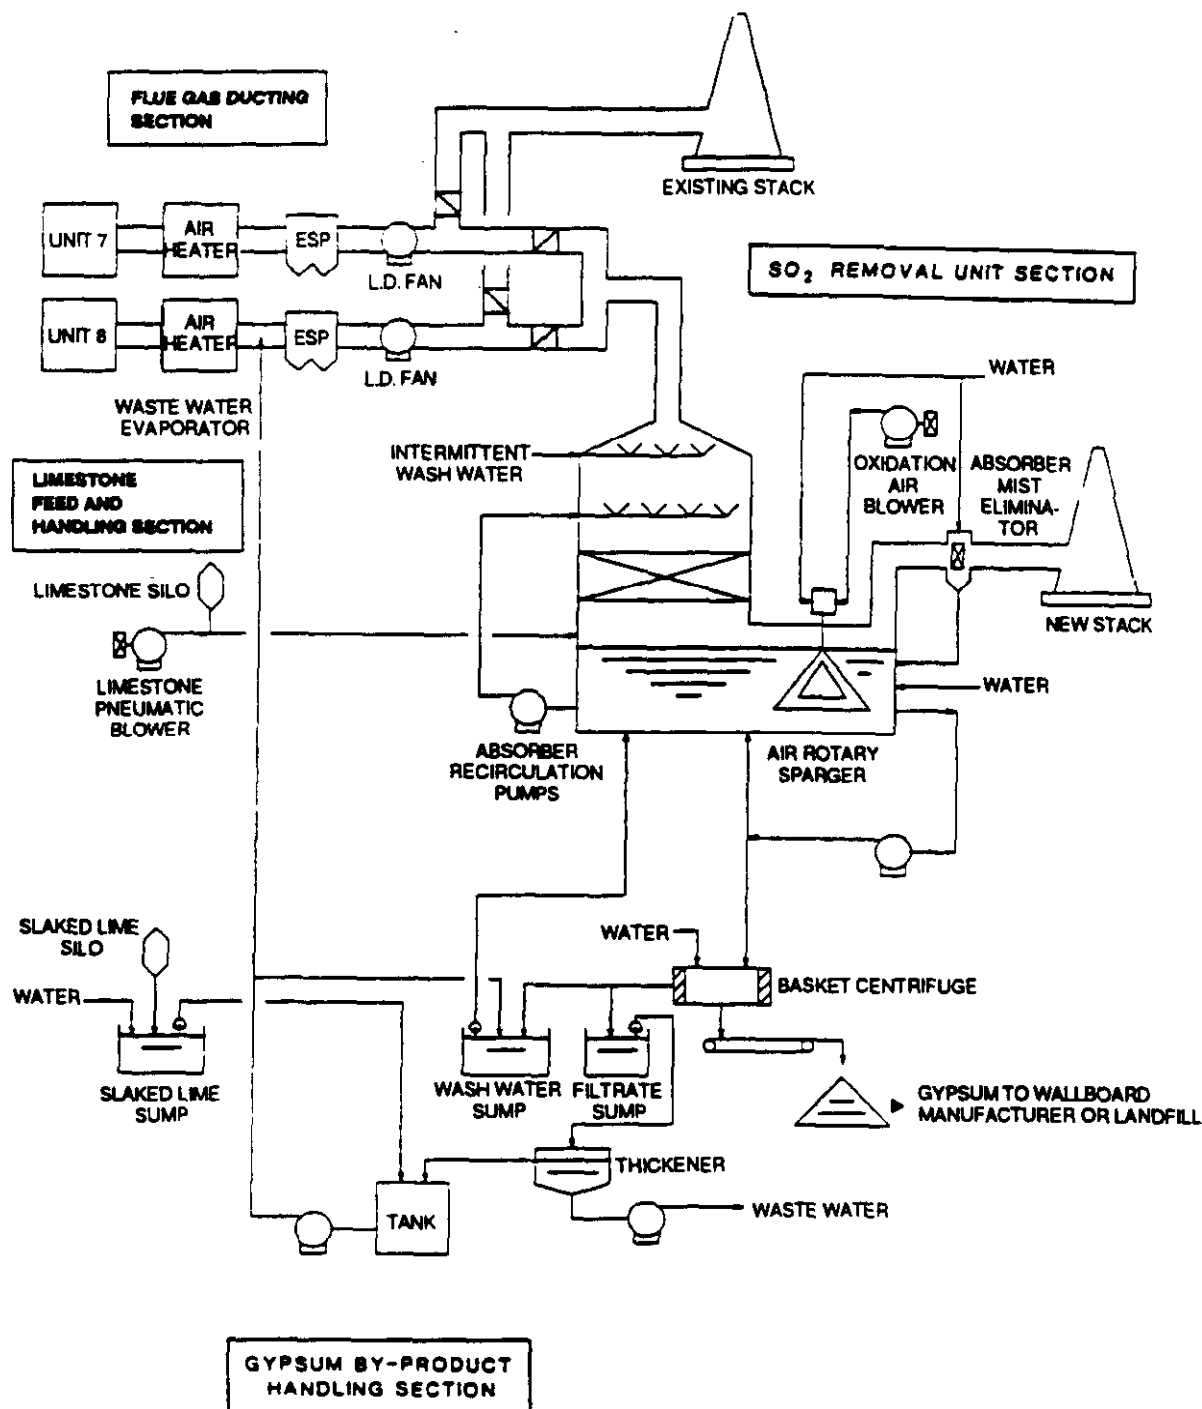 FLUE GAS DUCTING
SECTION
EXISTING STACK
UNIT 7
AIR
HEATER
ESP
L.D. FAN
SO2 REMOVAL UNIT SECTION
UNIT 8
AIR
HEATER
ESP
L.D. FAN
WATER
WASTE WATER
EVAPORATOR
INTERMITTENT
WASH WATER
OXIDATION
AIR
BLOWER
ABSORBER
MIST
ELIMINA-
TOR
LIMESTONE
FEED AND
HANDLING SECTION
LIMESTONE SILO
NEW STACK
LIMESTONE
PNEUMATIC
BLOWER
WATER
ABSORBER
RECIRCULATION
PUMPS
AIR ROTARY
SPARGER
SLAKED LIME
SILO
WATER
WATER
BASKET CENTRIFUGE
SLAKED LIME
SUMP
WASH WATER
SUMP
FILTRATE
SUMP
GYPSUM TO WALLBOARD
MANUFACTURER OR LANDFILL
THICKENER
TANK
WASTE WATER
GYPSUM BY-PRODUCT
HANDLING SECTION